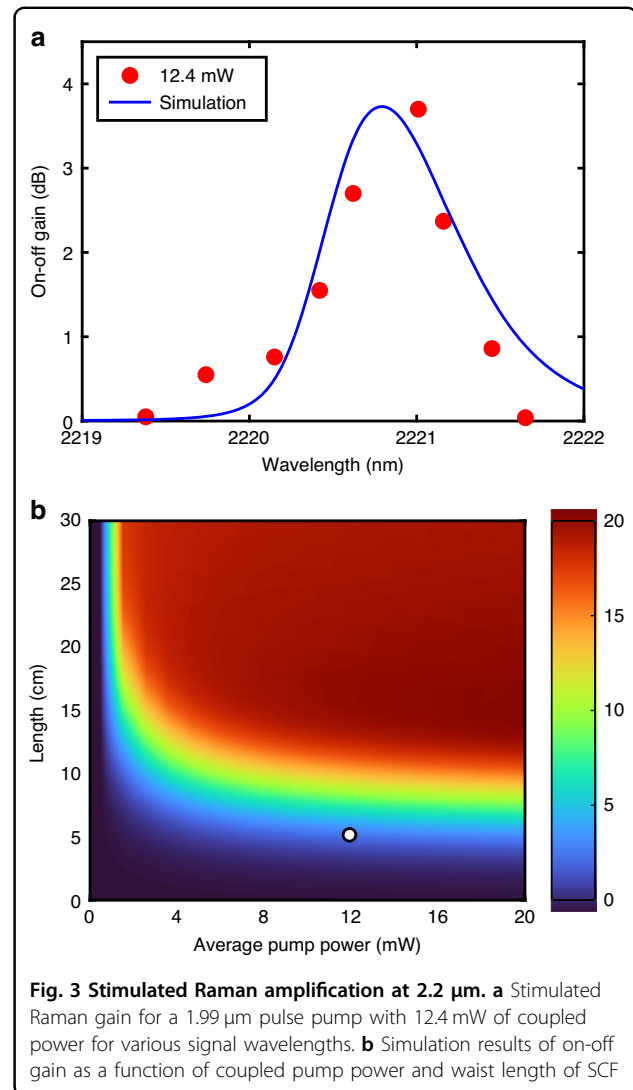 a
4
3
2
1
0
On-off gain (dB)
12.4 mW
Simulation
2219
2220
2221
2222
Wavelength (nm)
b
30
25
20
15
10
5
0
Length (cm)
0
4
8
12
16
20
Average pump power (mW)
20
15
10
5
0
Fig. 3 Stimulated Raman amplification at 2.2 μm. a Stimulated
Raman gain for a 1.99 μm pulse pump with 12.4 mW of coupled
power for various signal wavelengths. b Simulation results of on-off
gain as a function of coupled pump power and waist length of SCF